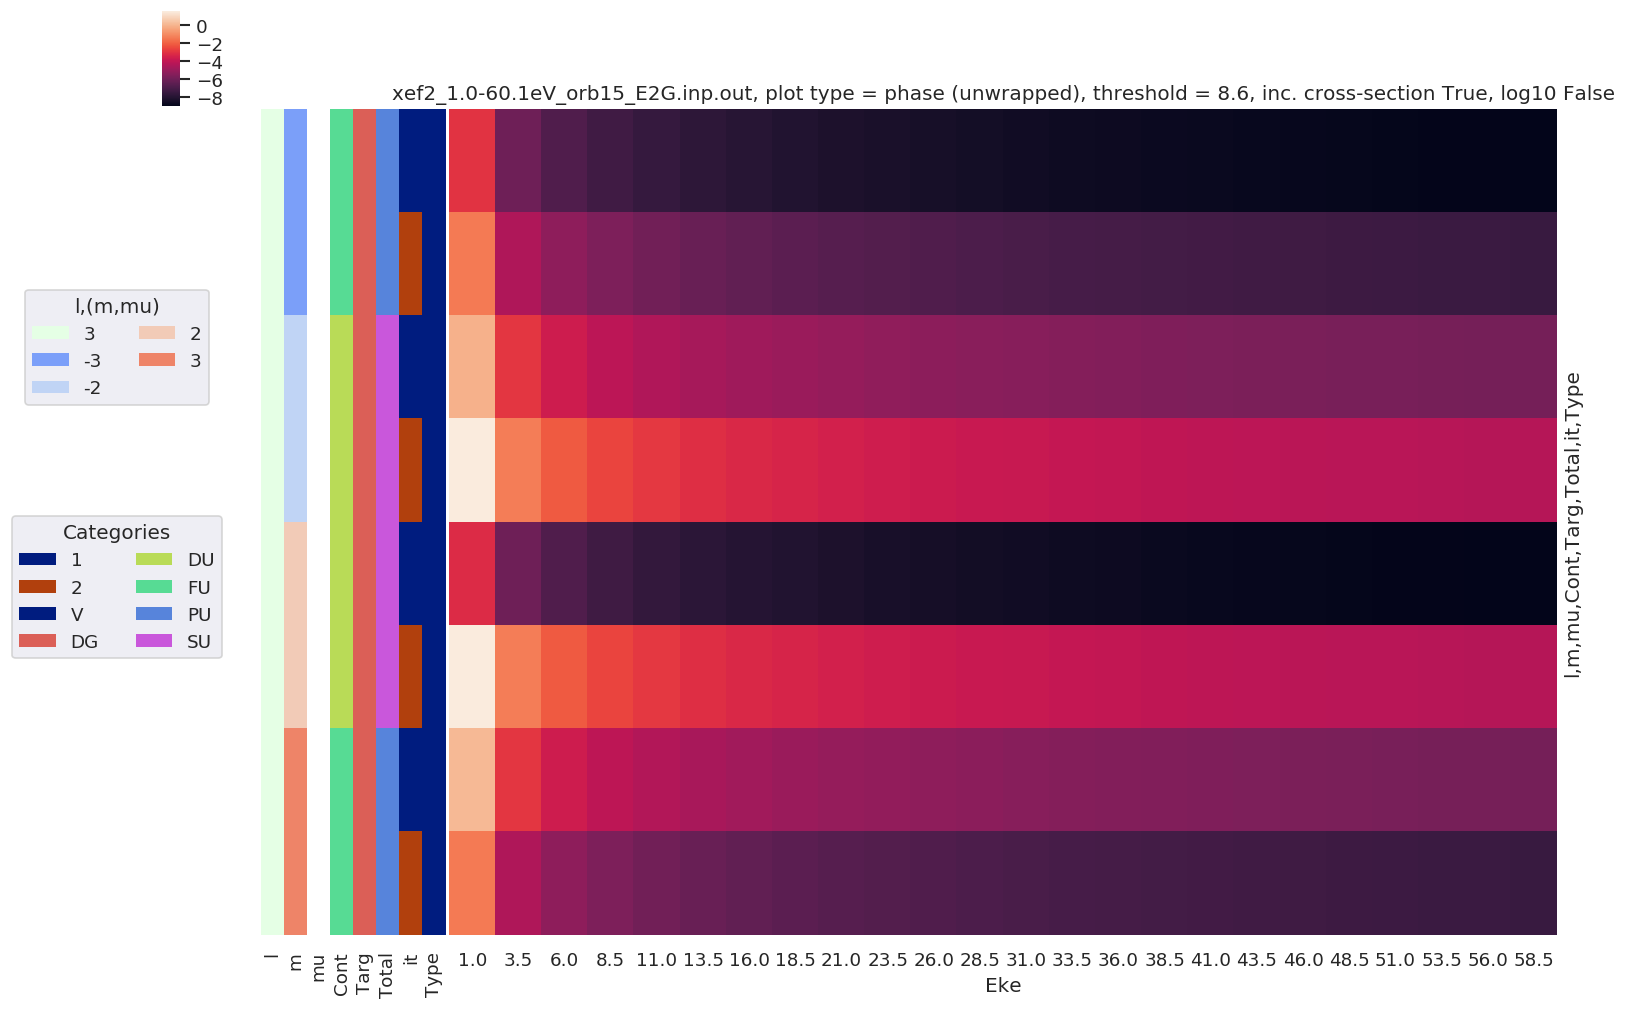 0
−2
−4
−6
−8
xef2_1.0-60.1eV_orb15_E2G.inp.out, plot type = phase (unwrapped), threshold = 8.6, inc. cross-section True, log10 False
l,(m,mu)
3 2
-3 3
-2
Categories
1 DU
2 FU
V PU
DG SU
l,m,mu,Cont,Targ,Total,it,Type
l m mu Cont Targ Total it Type
1.0 3.5 6.0 8.5 11.0 13.5 16.0 18.5 21.0 23.5 26.0 28.5 31.0 33.5 36.0 38.5 41.0 43.5 46.0 48.5 51.0 53.5 56.0 58.5
Eke